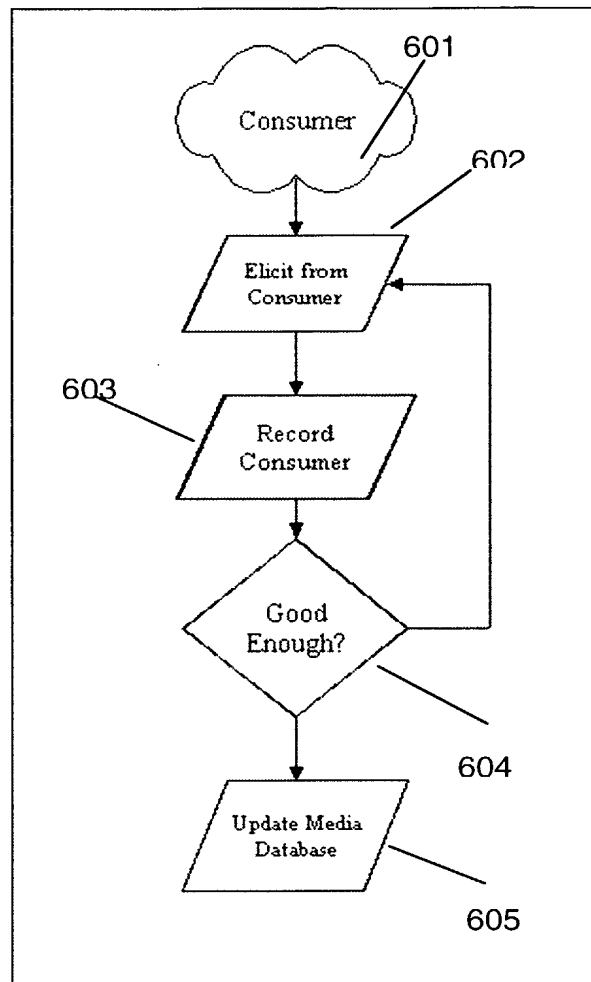 601
Consumer
602
Elicit from
Consumer
603
Record
Consumer
Good
Enough?
604
Update Media
Database
605